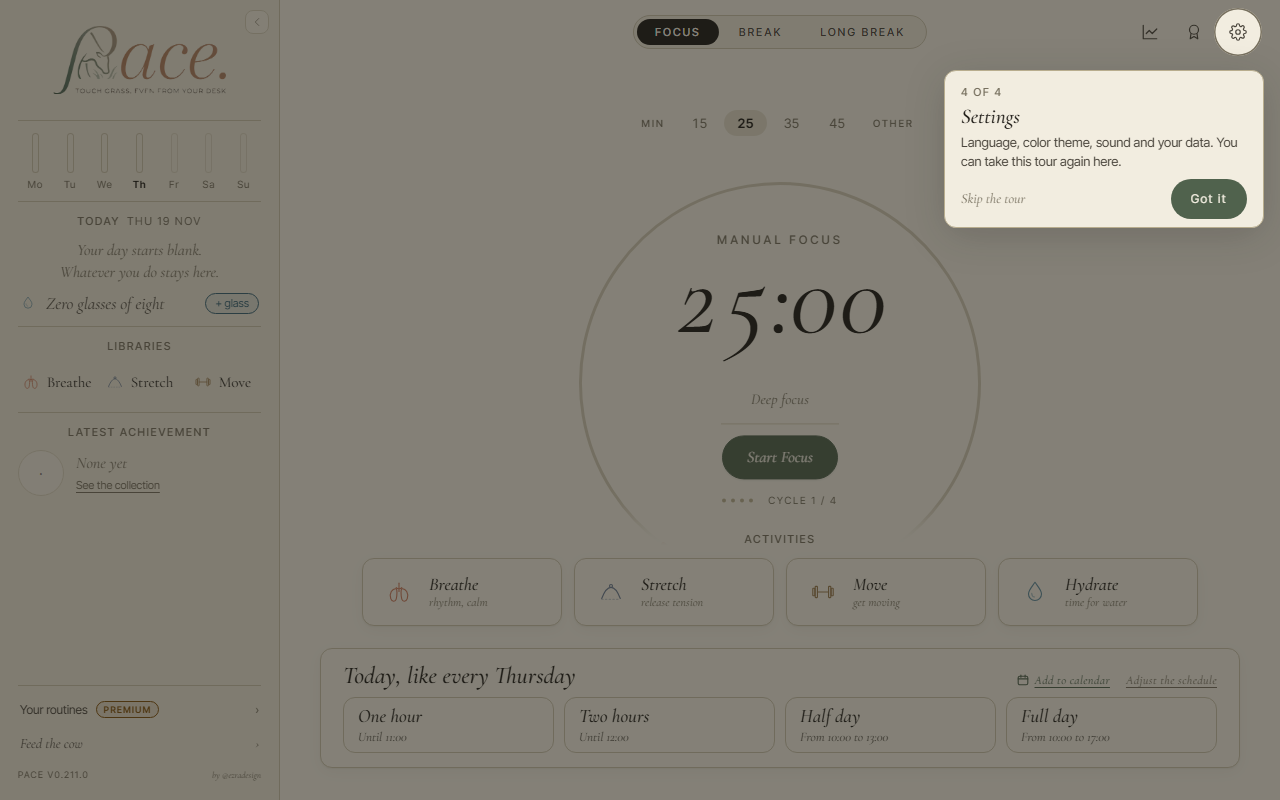 Pace.
TOUCH GRASS, EVEN FROM YOUR DESK
Mo Tu We Th Fr Sa Su
TODAY THU 19 NOV
Your day starts blank.
Whatever you do stays here.
Zero glasses of eight
+ glass
LIBRARIES
Breathe
Stretch
Move
LATEST ACHIEVEMENT
None yet
See the collection
Your routines PREMIUM ›
Feed the cow ›
PACE V0.211.0
FOCUS BREAK LONG BREAK
MIN 15 25 35 45 OTHER
MANUAL FOCUS
25:00
Deep focus
Start Focus
CYCLE 1 / 4
ACTIVITIES
Breathe
rhythm, calm
Stretch
release tension
Move
get moving
Hydrate
time for water
Today, like every Thursday
Add to calendar
Adjust the schedule
One hour
Until 11:00
Two hours
Until 12:00
Half day
From 10:00 to 13:00
Full day
From 10:00 to 17:00
4 OF 4
Settings
Language, color theme, sound and your data. You
can take this tour again here.
Skip the tour
Got it